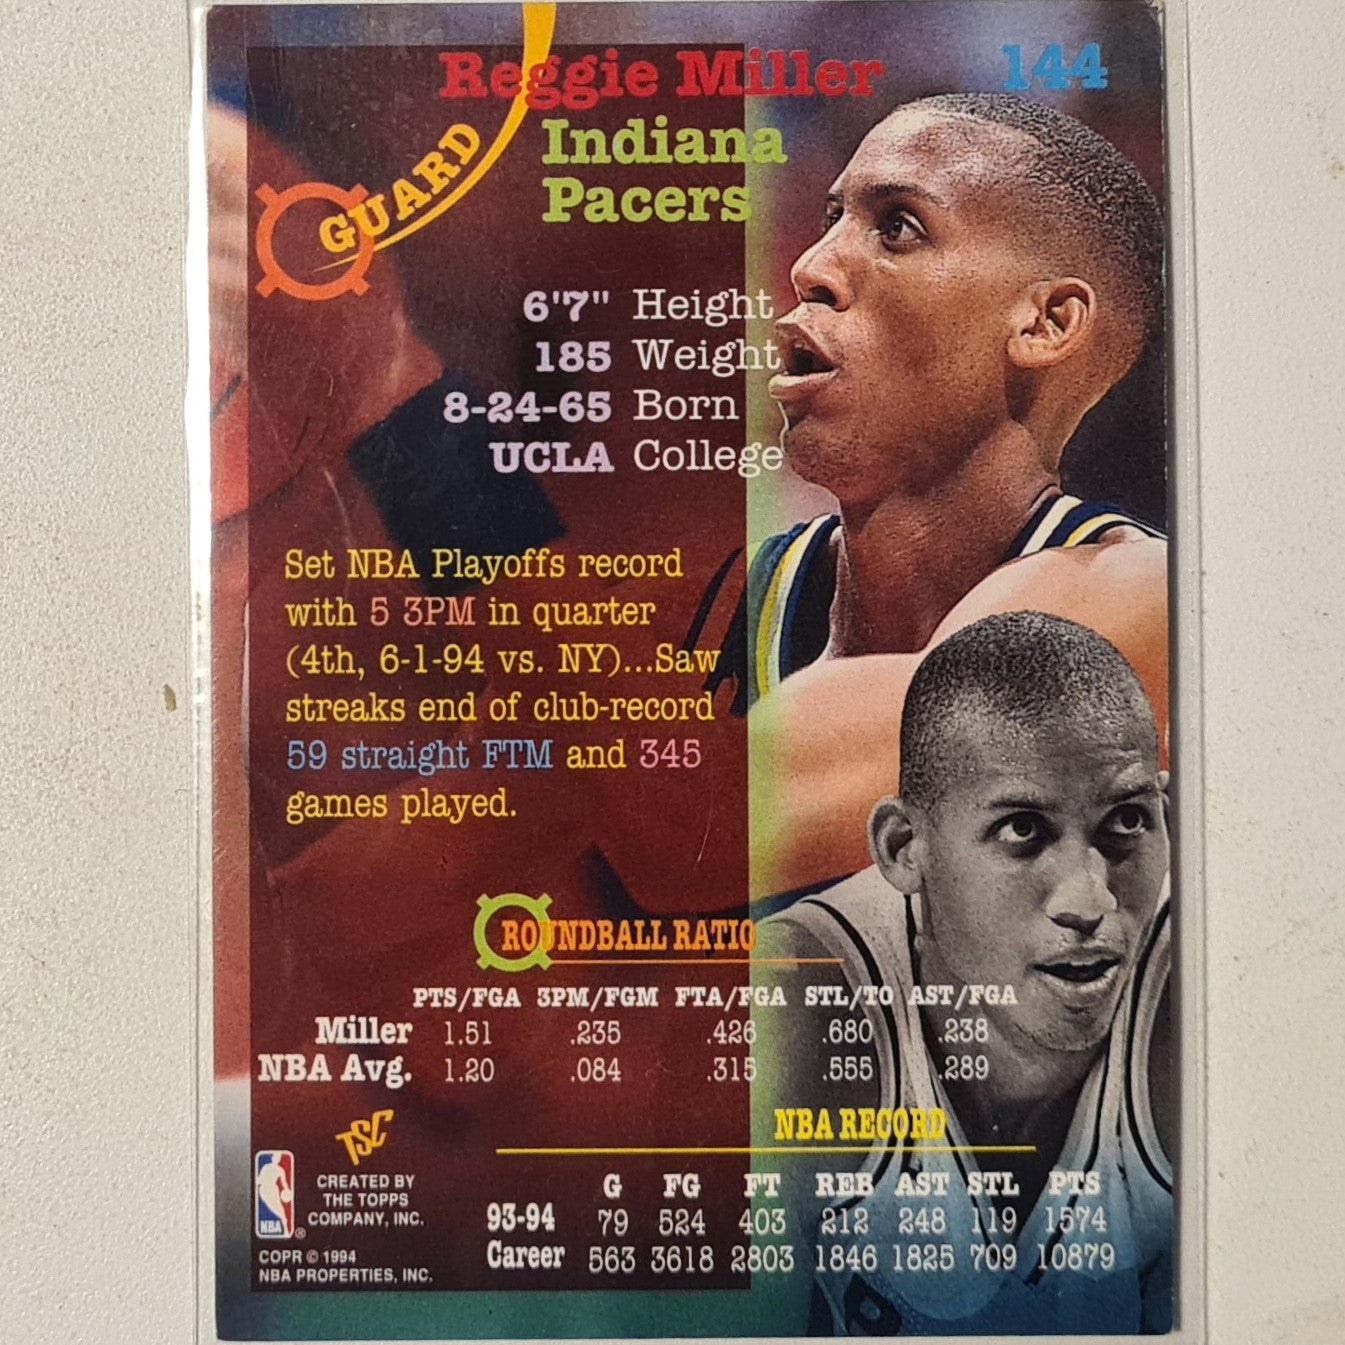 Reggie Miller 144
GUARD
Indiana
Pacers
6'7" Height
185 Weight
8-24-65 Born
UCLA College
Set NBA Playoffs record
with 5 3PM in quarter
(4th, 6-1-94 vs. NY)...Saw
streaks end of club-record
59 straight FTM and 345
games played.
ROUNDBALL RATIO
PTS/FGA 3PM/FGM FTA/FGA STL/TO AST/FGA
Miller 1.51 .235 .426 .680 .238
NBA Avg. 1.20 .084 .315 .555 .289
NBA RECORD
G FG FT REB AST STL PTS
93-94 79 524 403 212 248 119 1574
Career 563 3618 2803 1846 1825 709 10879
TSC
NBA ®
CREATED BY
THE TOPPS
COMPANY, INC.
COPR © 1994
NBA PROPERTIES, INC.